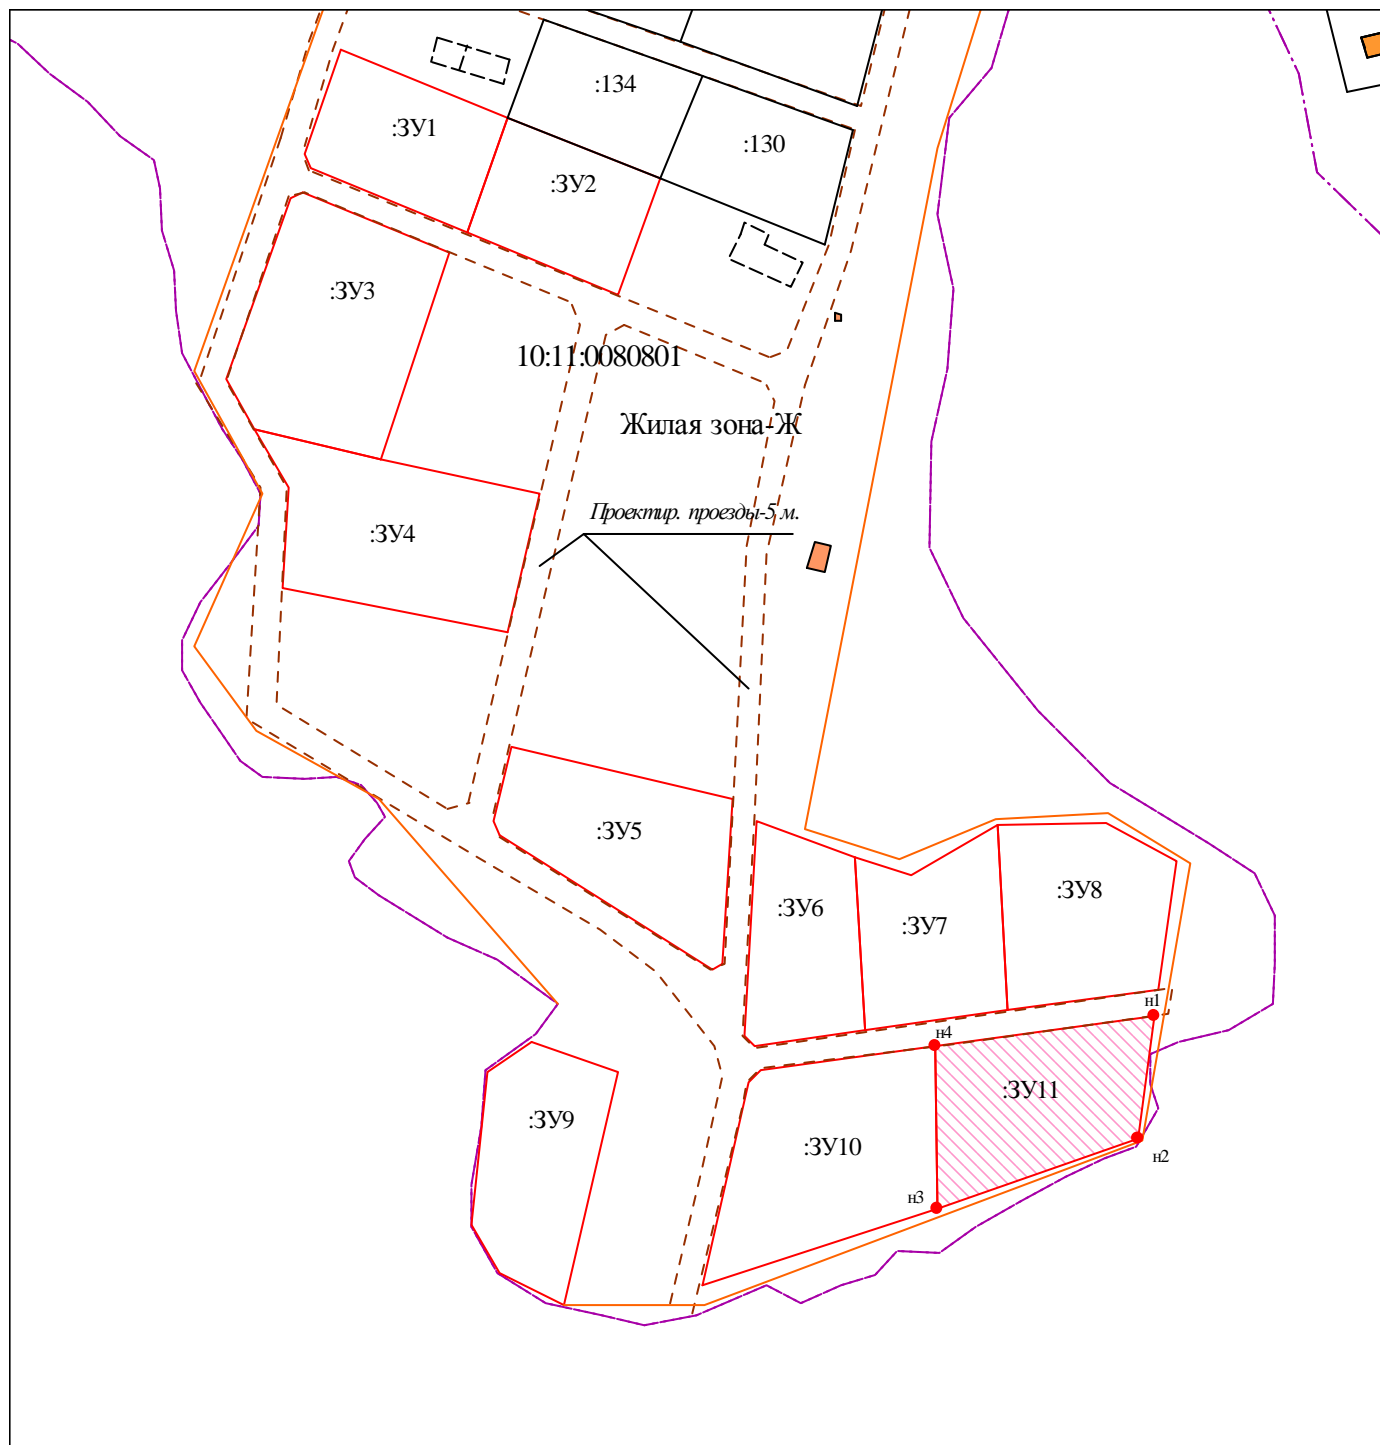 :134
:ЗУ1
:130
:ЗУ2
:ЗУ3
10:11:0080801
Жилая зона-Ж
Проектир. проезды-5 м.
:ЗУ4
:ЗУ5
:ЗУ6
:ЗУ7
:ЗУ8
н1
н4
:ЗУ11
:ЗУ9
:ЗУ10
н2
н3